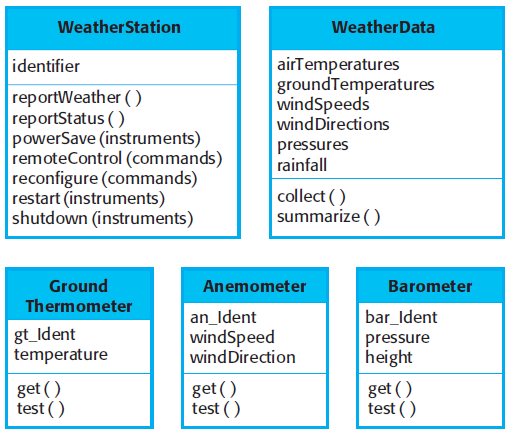 WeatherStation
identifier
reportWeather ( )
reportStatus ( )
powerSave (instruments)
remoteControl (commands)
reconfigure (commands)
restart (instruments)
shutdown (instruments)
WeatherData
airTemperatures
groundTemperatures
windSpeeds
windDirections
pressures
rainfall
collect ( )
summarize ( )
Ground
Thermometer
gt_Ident
temperature
get ( )
test ( )
Anemometer
an_Ident
windSpeed
windDirection
get ( )
test ( )
Barometer
bar_Ident
pressure
height
get ( )
test ( )